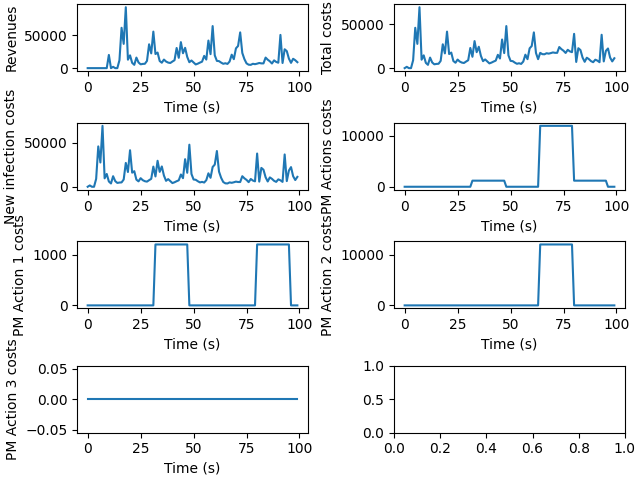 Revenues
50000
0
0 25 50 75 100
Time (s)
Total costs
50000
0
0 25 50 75 100
Time (s)
New infection costs
50000
0
0 25 50 75 100
Time (s)
PM Actions costs
10000
0
0 25 50 75 100
Time (s)
PM Action 1 costs
1000
0
0 25 50 75 100
Time (s)
PM Action 2 costs
10000
0
0 25 50 75 100
Time (s)
PM Action 3 costs
0.05
0.00
−0.05
0 25 50 75 100
Time (s)
1.0
0.5
0.0
0.0 0.2 0.4 0.6 0.8 1.0